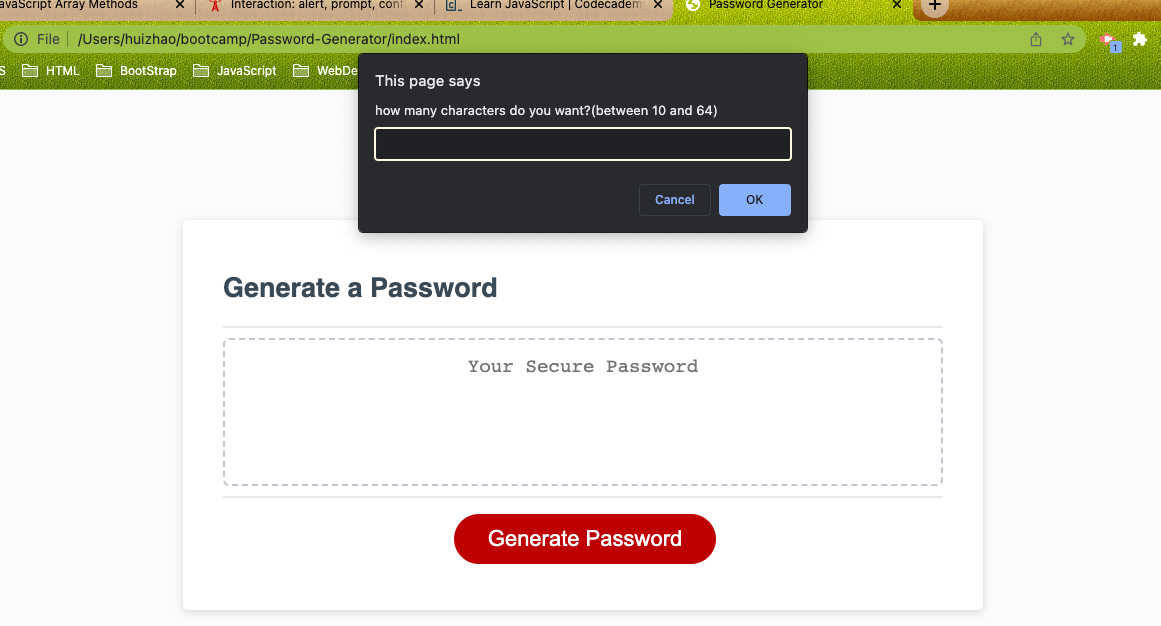 JavaScript Array Methods
Interaction: alert, prompt, conf
Learn JavaScript | Codecadem
Password Generator
File
/Users/huizhao/bootcamp/Password-Generator/index.html
1
S
HTML
BootStrap
JavaScript
WebDe
This page says
how many characters do you want?(between 10 and 64)
Cancel
OK
Generate a Password
Your Secure Password
Generate Password